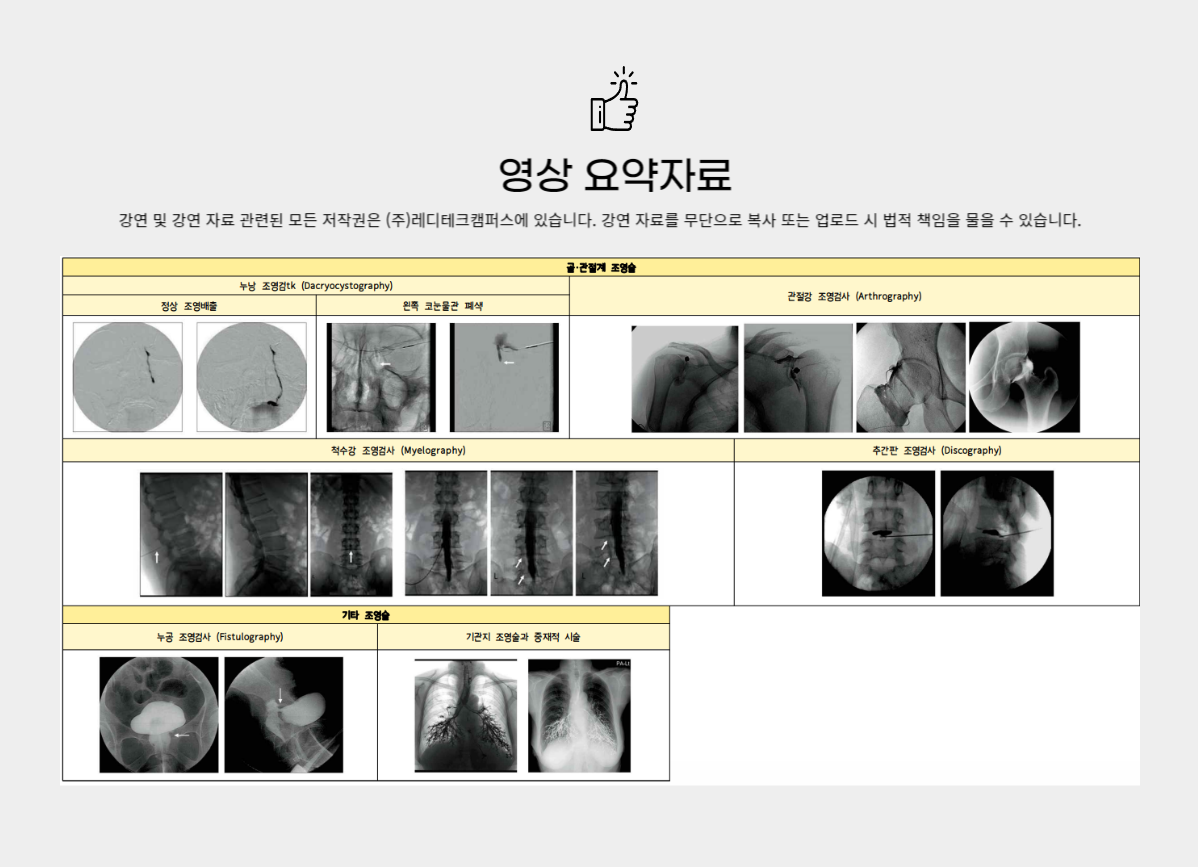 영상 요약자료
강연 및 강연 자료 관련된 모든 저작권은 (주)레디테크캠퍼스에 있습니다. 강연 자료를 무단으로 복사 또는 업로드 시 법적 책임을 물을 수 있습니다.
골·관절계 조영술
누낭 조영검tk (Dacryocystography)
관절강 조영검사 (Arthrography)
정상 조영배출
왼쪽 코눈물관 폐색
척수강 조영검사 (Myelography)
추간판 조영검사 (Discography)
L
기타 조영술
누공 조영검사 (Fistulography)
기관지 조영술과 중재적 시술